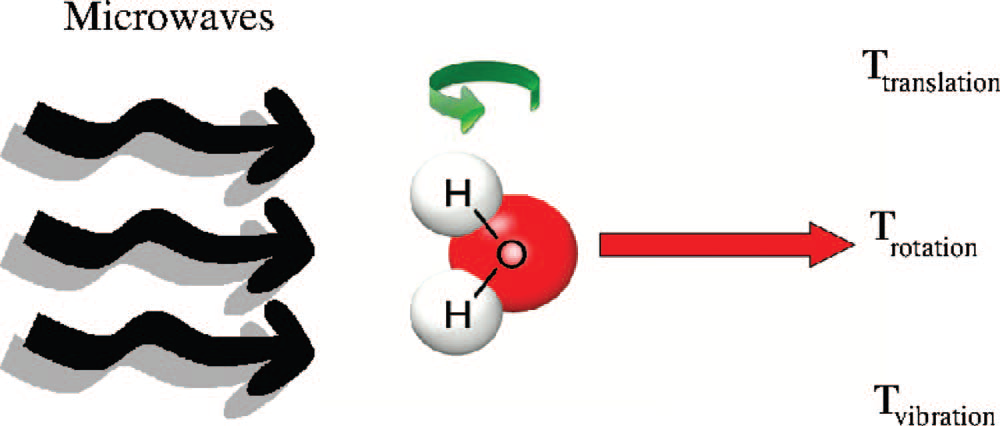 Microwaves
Ttranslation
H
O
H
Trotation
Tvibration